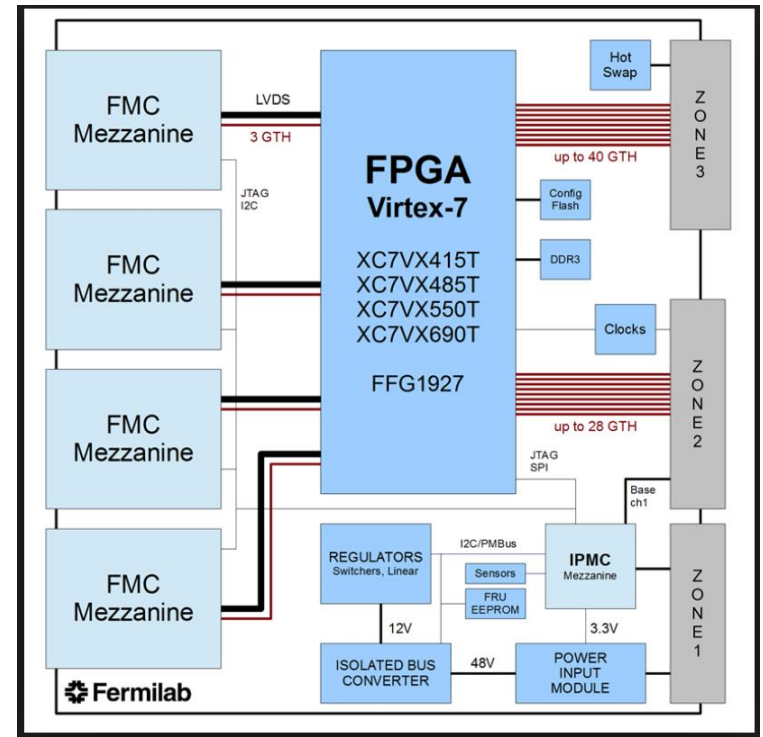 FMC
Mezzanine
LVDS
3 GTH
JTAG
I2C
FMC
Mezzanine
FMC
Mezzanine
FMC
Mezzanine
FPGA
Virtex-7
XC7VX415T
XC7VX485T
XC7VX550T
XC7VX690T
FFG1927
Hot
Swap
up to 40 GTH
Config
Flash
DDR3
Clocks
up to 28 GTH
JTAG
SPI
Base
ch1
ZONE3
ZONE2
ZONE1
REGULATORS
Switchers, Linear
I2C/PMBus
Sensors
FRU
EEPROM
IPMC
Mezzanine
12V
3.3V
ISOLATED BUS
CONVERTER
48V
POWER
INPUT
MODULE
Fermilab